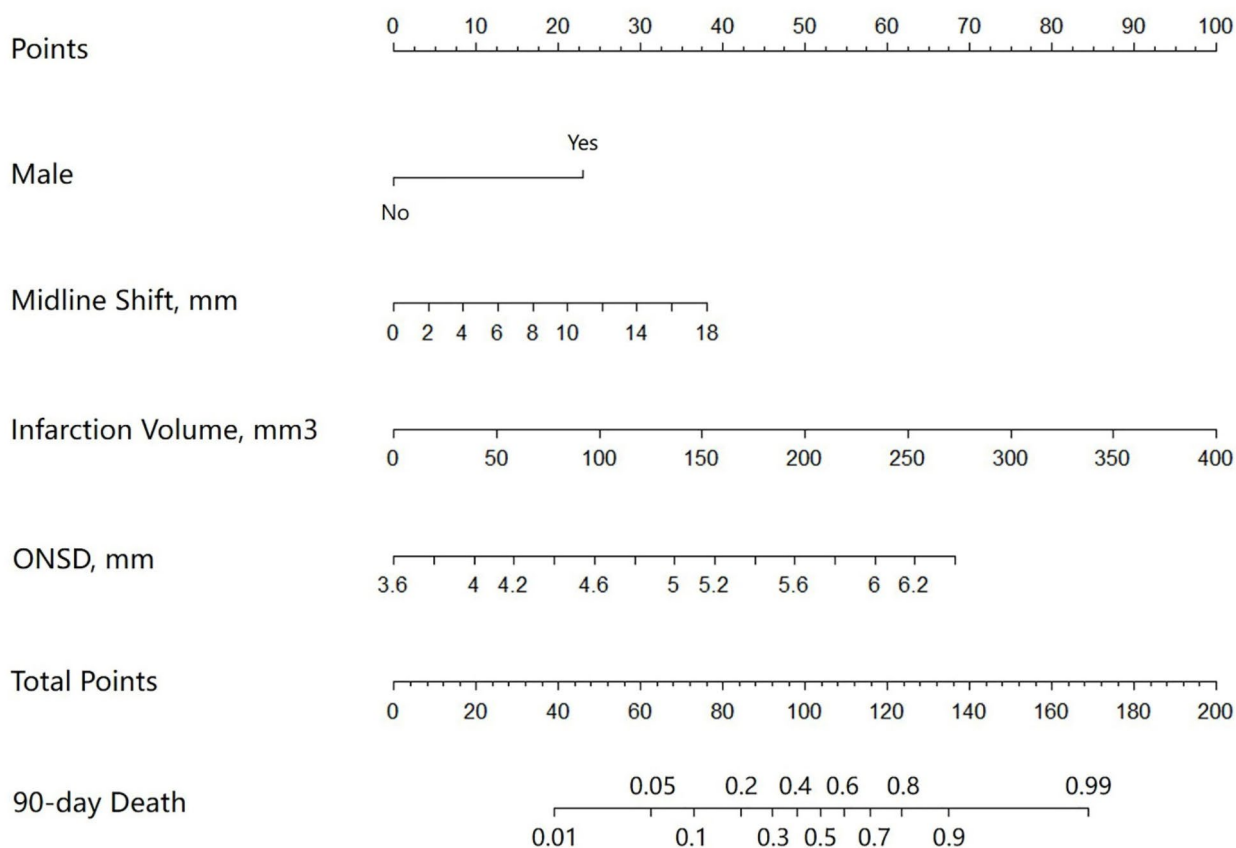 0 10 20 30 40 50 60 70 80 90 100
Points
Yes
Male
No
Midline Shift, mm
0 2 4 6 8 10 14 18
Infarction Volume, mm3
0 50 100 150 200 250 300 350 400
ONSD, mm
3.6 4 4.2 4.6 5 5.2 5.6 6 6.2
Total Points
0 20 40 60 80 100 120 140 160 180 200
0.05 0.2 0.4 0.6 0.8 0.99
90-day Death
0.01 0.1 0.3 0.5 0.7 0.9